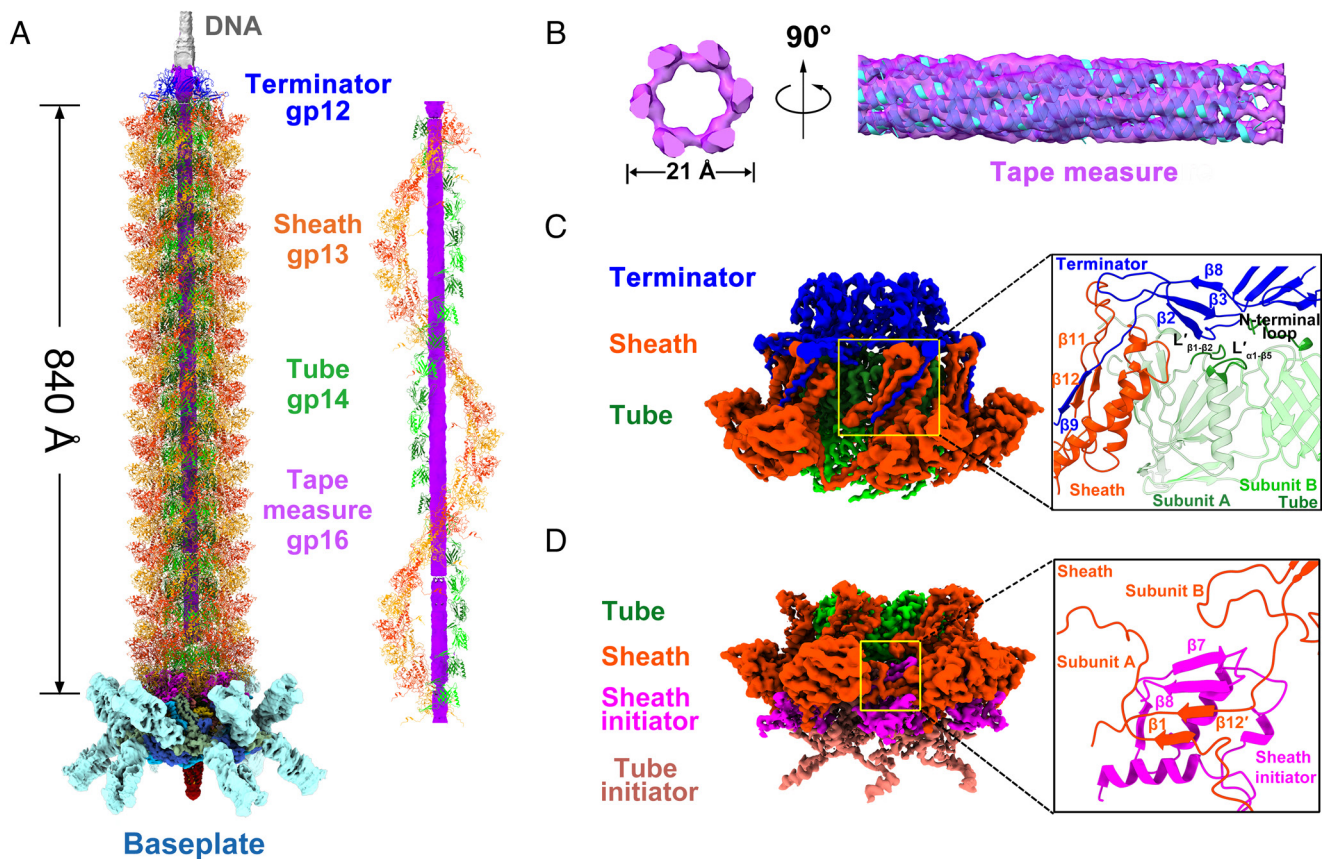 A
DNA
Terminator
gp12
Sheath
gp13
840 Å
Tube
gp14
Tape
measure
gp16
Baseplate
B
90°
21 Å
Tape measure
C
Terminator
Sheath
Tube
Terminator
β8
β3
β2
N-terminal
loop
β11
L′β1-β2
L′α1-β5
β12
β9
Sheath
Subunit A
Subunit B
Tube
D
Tube
Sheath
Sheath
initiator
Tube
initiator
Sheath
Subunit B
Subunit A
β7
β8
β1
β12′
Sheath
initiator